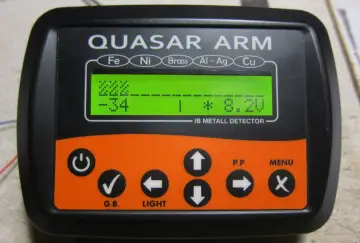 QUASAR ARM
Fe Ni Brass Al - Ag Cu
-34 | * 8.2V
IB METALL DETECTOR
P.P MENU
G.B. LIGHT